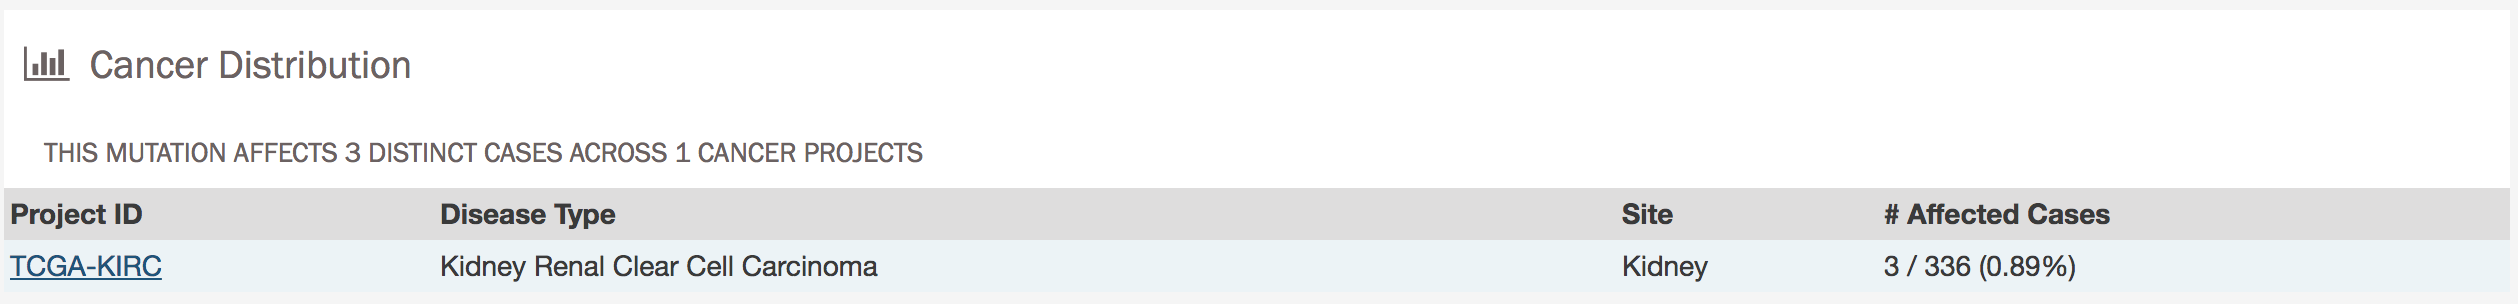 Cancer Distribution
THIS MUTATION AFFECTS 3 DISTINCT CASES ACROSS 1 CANCER PROJECTS
Project ID Disease Type Site # Affected Cases
TCGA-KIRC Kidney Renal Clear Cell Carcinoma Kidney 3 / 336 (0.89%)